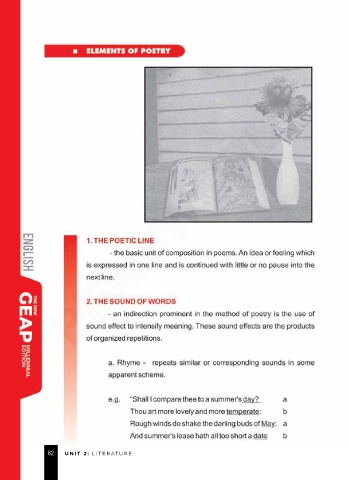 ■ ELEMENTS OF POETRY
1. THE POETIC LINE
- the basic unit of composition in poems. An idea or feeling which
is expressed in one line and is continued with little or no pause into the
next line.
2. THE SOUND OF WORDS
- an indirection prominent in the method of poetry is the use of
sound effect to intensify meaning. These sound effects are the products
of organized repetitions.
a. Rhyme - repeats similar or corresponding sounds in some
apparent scheme.
e.g. "Shall I compare thee to a summer's day? a
Thou art more lovely and more temperate: b
Rough winds do shake the darling buds of May: a
And summer's lease hath all too short a date b
ENGLISH
THE NEW
GEAP
MILLENNIAL
EDITION
62 UNIT 2: LITERATURE